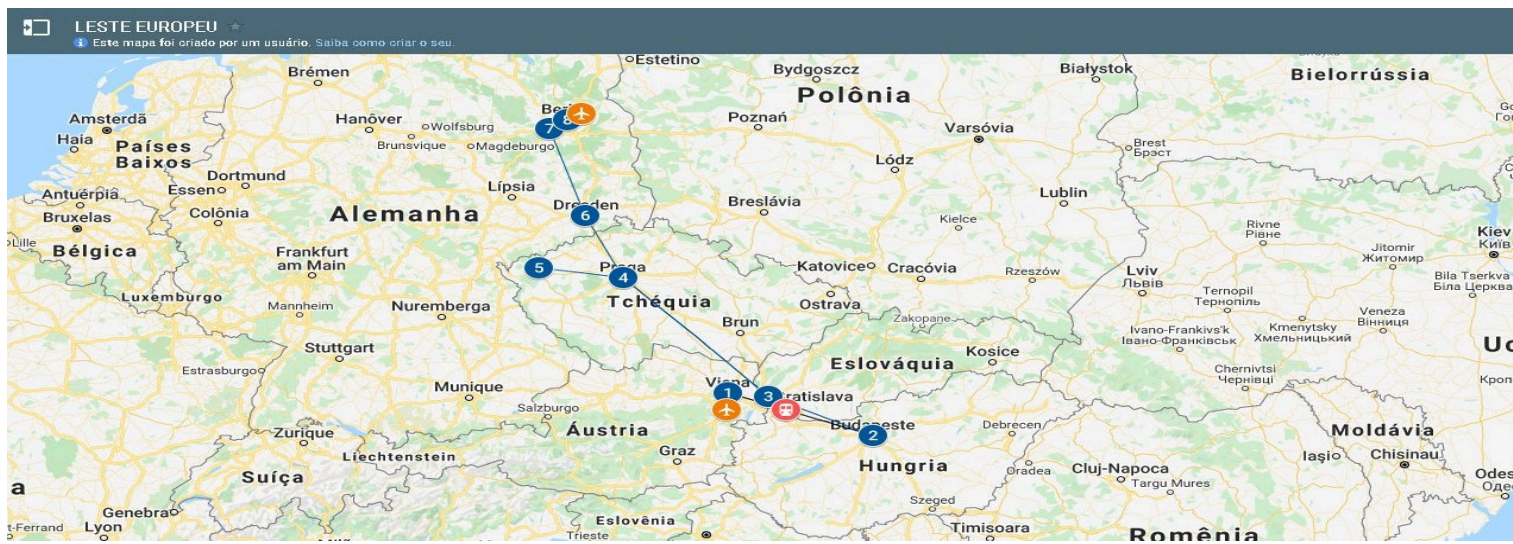 LESTE EUROPEU
Este mapa foi criado por um usuário. Saiba como criar o seu.
Estetino
Bydgoszcz
Białystok
Bielorrússia
Brémen
Polônia
Amsterdã
Hanôver
Wolfsburg
7
8
Poznań
Varsóvia
Haia
Países
Baixos
Brunsvique
Magdeburgo
Brest
Брэст
Łódz
Dortmund
Essen
Antuérpia
Lípsia
Lublin
Bruxelas
Colônia
Alemanha
6
Breslávia
Kielce
Rivne
Рівне
Kiev
Київ
Lille
Bélgica
Frankfurt
am Main
5
4
Katovice
Cracóvia
Rzeszów
Lviv
Львів
Jitomir
Житомир
Bila Tserkva
Біла Церква
Luxemburgo
Mannheim
Nuremberga
Tchéquia
Ostrava
Zakopane
Ternopil
Тернопіль
Brun
Ivano-Frankivs'k
Івано-Франківськ
Kmenytsky
Хмельницький
Veneza
Вінниця
Stuttgart
Eslováquia
Kosice
Estrasburgo
Chernivtsi
Чернівці
Munique
1
3
Bratislava
Salzburgo
Zurique
Áustria
Budapeste
2
Debrecen
Moldávia
Liechtenstein
Graz
Hungria
Oradea
Cluj-Napoca
Iaşio
Chisinau
Suíça
Targu Mures
Genebra
Szeged
Lyon
Eslovênia
Trieste
Timisoara
Romênia